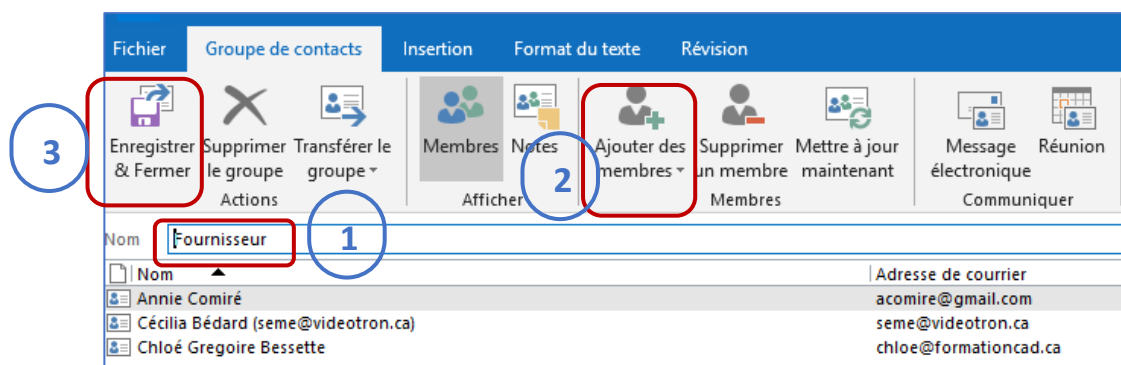 Fichier Groupe de contacts Insertion Format du texte Révision
3
Enregistrer & Fermer
Supprimer le groupe
Transférer le groupe
Membres
Notes
2
Ajouter des membres
Supprimer un membre
Mettre à jour maintenant
Message électronique
Réunion
Actions Afficher Membres Communiquer
Nom Fournisseur 1
Nom Adresse de courrier
Annie Comiré acomire@gmail.com
Cécilia Bédard (seme@videotron.ca) seme@videotron.ca
Chloé Gregoire Bessette chloe@formationcad.ca